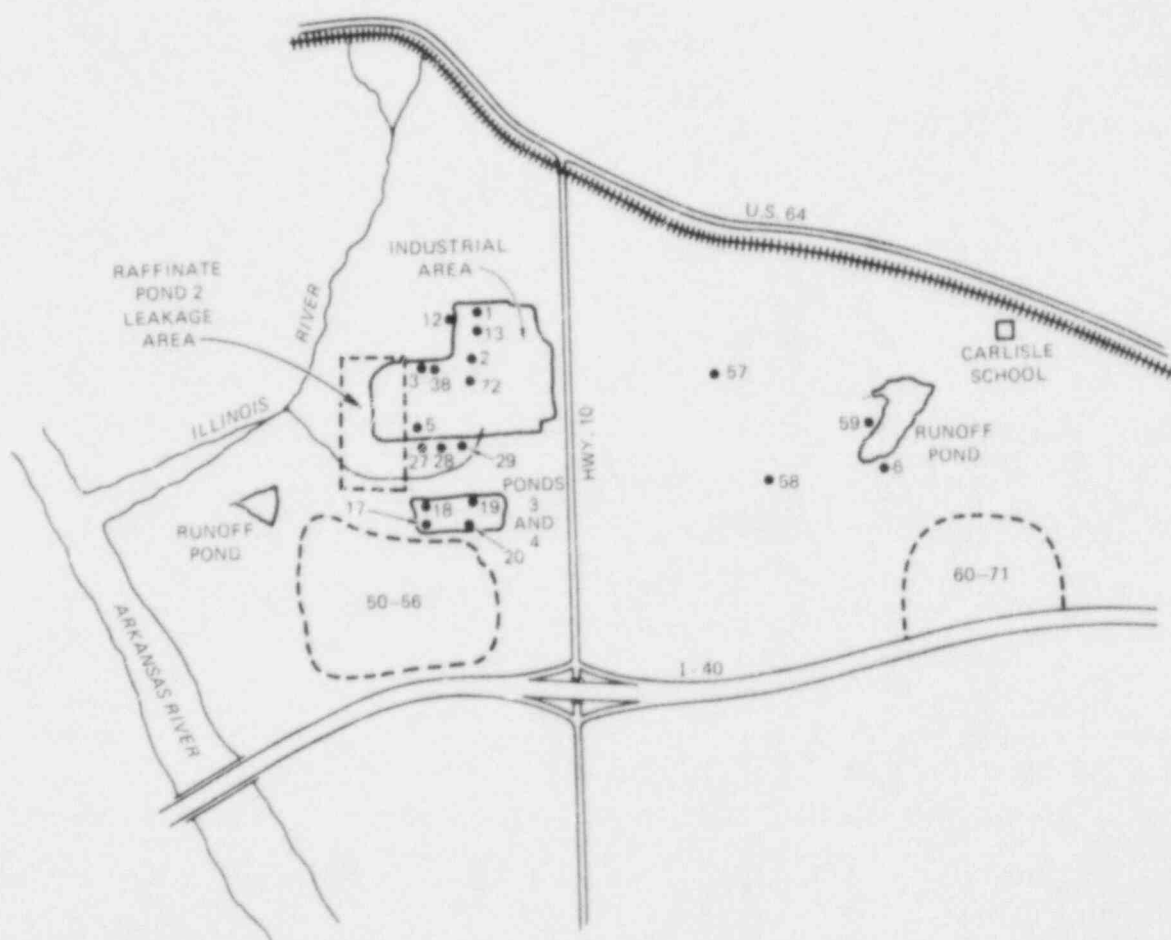 U.S. 64
INDUSTRIAL
AREA
RAFFINATE
POND 2
LEAKAGE
AREA
RIVER
ILLINOIS
12
1
13
2
3
38
72
5
27
28
29
HWY. 10
57
58
59
6
CARLISLE
SCHOOL
RUNOFF
POND
PONDS
3
AND
4
17
18
19
20
RUNOFF
POND
50-56
60-71
I-40
ARKANSAS RIVER